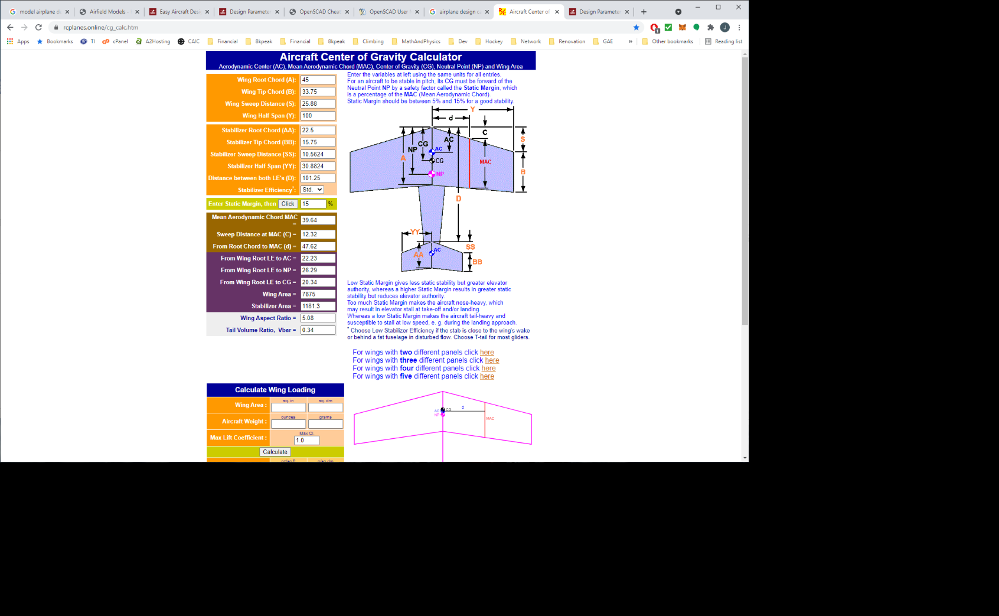 model airplane de
Airfield Models -
Easy Aircraft Desi
Design Parameter
OpenSCAD Cheat
OpenSCAD User
airplane design ca
Aircraft Center of
Design Parameter
rcplanes.online/cg_calc.htm
Apps
Bookmarks
TI
cPanel
A2Hosting
CAIC
Financial
8kpeak
Financial
8kpeak
Climbing
MathAndPhysics
Dev
Hockey
Network
Renovation
GAE
»
Other bookmarks
Reading list
Aircraft Center of Gravity Calculator
Aerodynamic Center (AC), Mean Aerodynamic Chord (MAC), Center of Gravity (CG), Neutral Point (NP) and Wing Area
Wing Root Chord (A): 45
Wing Tip Chord (B): 33.75
Wing Sweep Distance (S): 25.88
Wing Half Span (Y): 100
Stabilizer Root Chord (AA): 22.5
Stabilizer Tip Chord (BB): 15.75
Stabilizer Sweep Distance (SS): 10.5624
Stabilizer Half Span (YY): 30.8824
Distance between both LE's (D): 101.25
Stabilizer Efficiency*: Std.
Enter Static Margin, then Click 15 %
Mean Aerodynamic Chord MAC
= 39.64
Sweep Distance at MAC (C) = 12.32
From Root Chord to MAC (d) = 47.62
From Wing Root LE to AC = 22.23
From Wing Root LE to NP = 26.29
From Wing Root LE to CG = 20.34
Wing Area = 7875
Stabilizer Area = 1181.3
Wing Aspect Ratio = 5.08
Tail Volume Ratio, Vbar = 0.34
Enter the variables at left using the same units for all entries.
For an aircraft to be stable in pitch, its CG must be forward of the
Neutral Point NP by a safety factor called the Static Margin, which
is a percentage of the MAC (Mean Aerodynamic Chord).
Static Margin should be between 5% and 15% for a good stability.
Y
d
C
S
AC
CG
NP
AC
A
CG
MAC
B
NP
D
YY
SS
AC
AA
BB
Low Static Margin gives less static stability but greater elevator
authority, whereas a higher Static Margin results in greater static
stability but reduces elevator authority.
Too much Static Margin makes the aircraft nose-heavy, which
may result in elevator stall at take-off and/or landing.
Whereas a low Static Margin makes the aircraft tail-heavy and
susceptible to stall at low speed, e. g. during the landing approach.
* Choose Low Stabilizer Efficiency if the stab is close to the wing's wake
or behind a fat fuselage in disturbed flow. Choose T-tail for most gliders.
For wings with two different panels click here
For wings with three different panels click here
For wings with four different panels click here
For wings with five different panels click here
Calculate Wing Loading
sq. in
sq. dm
Wing Area :
ounces
grams
Aircraft Weight :
Max Cl.
Max Lift Coefficient : 1.0
Calculate
AC
CG
d
NP
MAC